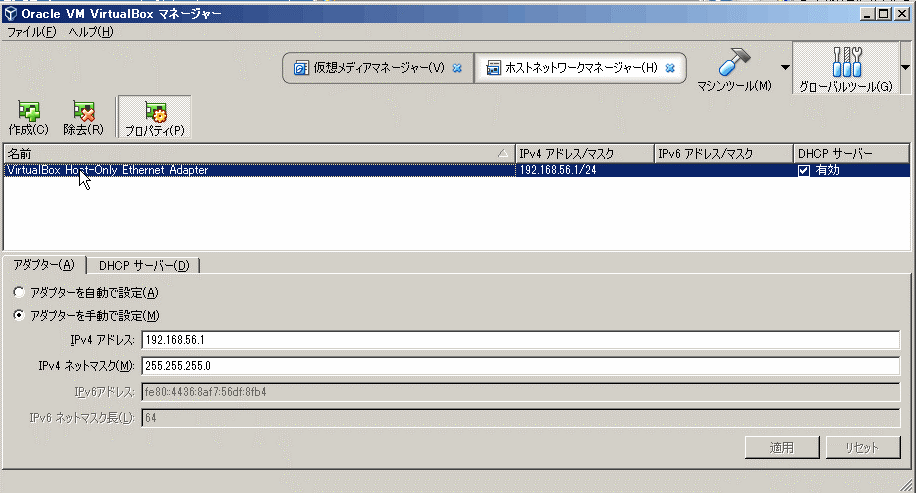 Oracle VM VirtualBox マネージャー
ファイル(F) ヘルプ(H)
仮想メディアマネージャー(V) ホストネットワークマネージャー(H) マシンツール(M) グローバルツール(G)
作成(C) 除去(R) プロパティ(P)
名前 IPv4 アドレス/マスク IPv6 アドレス/マスク DHCP サーバー
VirtualBox Host-Only Ethernet Adapter 192.168.56.1/24 有効
アダプター(A) DHCP サーバー(D)
アダプターを自動で設定(A)
アダプターを手動で設定(M)
IPv4 アドレス: 192.168.56.1
IPv4 ネットマスク(M): 255.255.255.0
IPv6アドレス: fe80::4436:8af7:56df:8fb4
IPv6 ネットマスク長(L): 64
適用 リセット